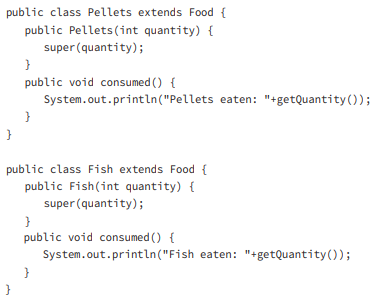 public class Pellets extends Food {
public Pellets(int quantity) {
super(quantity);
}
public void consumed() {
System.out.println("Pellets eaten: "+getQuantity());
}
}
public class Fish extends Food {
public Fish(int quantity) {
super(quantity);
}
public void consumed() {
System.out.println("Fish eaten: "+getQuantity());
}
}